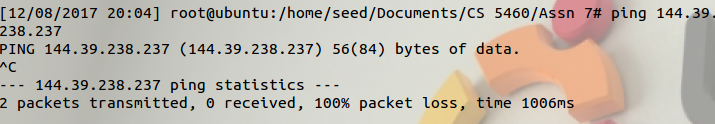 [12/08/2017 20:04] root@ubuntu:/home/seed/Documents/CS 5460/Assn 7# ping 144.39.
238.237
PING 144.39.238.237 (144.39.238.237) 56(84) bytes of data.
^C
--- 144.39.238.237 ping statistics ---
2 packets transmitted, 0 received, 100% packet loss, time 1006ms